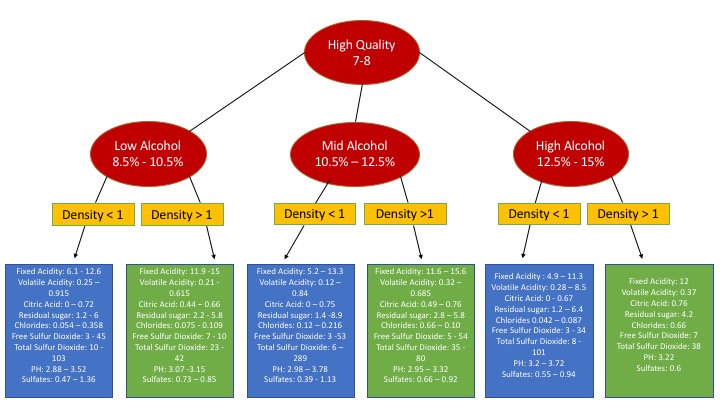 High Quality
7-8
Low Alcohol
8.5% - 10.5%
Mid Alcohol
10.5% – 12.5%
High Alcohol
12.5% - 15%
Density < 1
Density > 1
Density < 1
Density >1
Density < 1
Density > 1
Fixed Acidity: 6.1 - 12.6
Volatile Acidity: 0.25 –
0.915
Citric Acid: 0 – 0.72
Residual sugar: 1.2 - 6
Chlorides: 0.054 – 0.358
Free Sulfur Dioxide: 3 - 45
Total Sulfur Dioxide: 10 -
103
PH: 2.88 – 3.52
Sulfates: 0.47 – 1.36
Fixed Acidity: 11.9 -15
Volatile Acidity: 0.21 -
0.615
Citric Acid: 0.44 – 0.66
Residual sugar: 2.2 - 5.8
Chlorides: 0.075 - 0.109
Free Sulfur Dioxide: 7 - 10
Total Sulfur Dioxide: 23 -
42
PH: 3.07 -3.15
Sulfates: 0.73 – 0.85
Fixed Acidity: 5.2 – 13.3
Volatile Acidity: 0.12 –
0.84
Citric Acid: 0 – 0.75
Residual sugar: 1.4 -8.9
Chlorides: 0.12 – 0.216
Free Sulfur Dioxide: 3 -53
Total Sulfur Dioxide: 6 –
289
PH: 2.98 – 3.78
Sulfates: 0.39 - 1.13
Fixed Acidity: 11.6 – 15.6
Volatile Acidity: 0.32 –
0.685
Citric Acid: 0.49 – 0.76
Residual sugar: 2.8 – 5.8
Chlorides: 0.66 – 0.10
Free Sulfur Dioxide: 5 - 54
Total Sulfur Dioxide: 35 -
80
PH: 2.95 – 3.32
Sulfates: 0.66 – 0.92
Fixed Acidity : 4.9 – 11.3
Volatile Acidity: 0.28 – 8.5
Citric Acid: 0 - 0.67
Residual sugar: 1.2 – 6.4
Chlorides: 0.042 – 0.087
Free Sulfur Dioxide: 3 - 34
Total Sulfur Dioxide: 8 -
101
PH: 3.2 – 3.72
Sulfates: 0.55 – 0.94
Fixed Acidity: 12
Volatile Acidity: 0.37
Citric Acid: 0.76
Residual sugar: 4.2
Chlorides: 0.66
Free Sulfur Dioxide: 7
Total Sulfur Dioxide: 38
PH: 3.22
Sulfates: 0.6